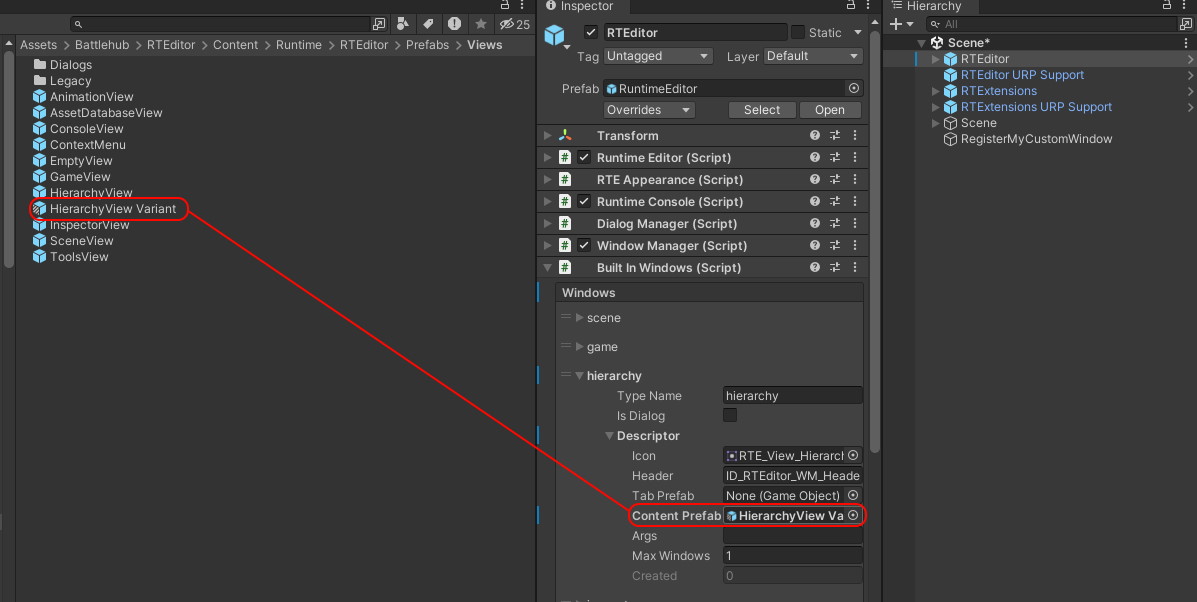 25
Assets > Battlehub > RTEditor > Content > Runtime > RTEditor > Prefabs > Views
Dialogs
Legacy
AnimationView
AssetDatabaseView
ConsoleView
ContextMenu
EmptyView
GameView
HierarchyView
HierarchyView Variant
InspectorView
SceneView
ToolsView
Inspector
RTEditor
Static
Tag Untagged Layer Default
Prefab RuntimeEditor
Overrides Select Open
Transform
# Runtime Editor (Script)
# RTE Appearance (Script)
# Runtime Console (Script)
# Dialog Manager (Script)
# Window Manager (Script)
# Built In Windows (Script)
Windows
scene
game
hierarchy
Type Name hierarchy
Is Dialog
Descriptor
Icon RTE_View_Hierarch
Header ID_RTEditor_WM_Heade
Tab Prefab None (Game Object)
Content Prefab HierarchyView Va
Args
Max Windows 1
Created 0
Hierarchy
All
Scene*
RTEditor
RTEditor URP Support
RTExtensions
RTExtensions URP Support
Scene
RegisterMyCustomWindow